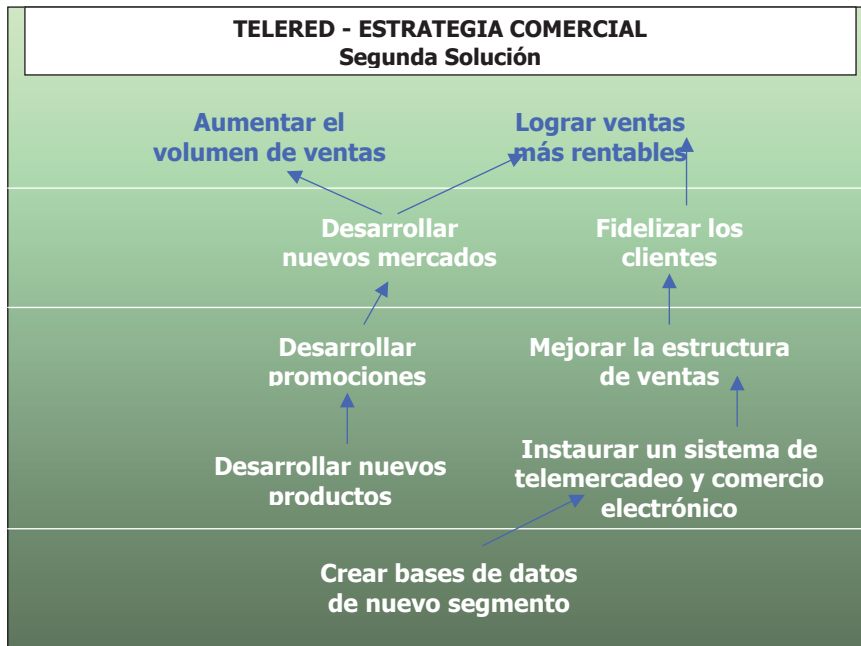 TELERED - ESTRATEGIA COMERCIAL
Segunda Solución
Aumentar el
volumen de ventas
Lograr ventas
más rentables
Desarrollar
nuevos mercados
Fidelizar los
clientes
Desarrollar
promociones
Mejorar la estructura
de ventas
Desarrollar nuevos
productos
Instaurar un sistema de
telemercadeo y comercio
electrónico
Crear bases de datos
de nuevo segmento